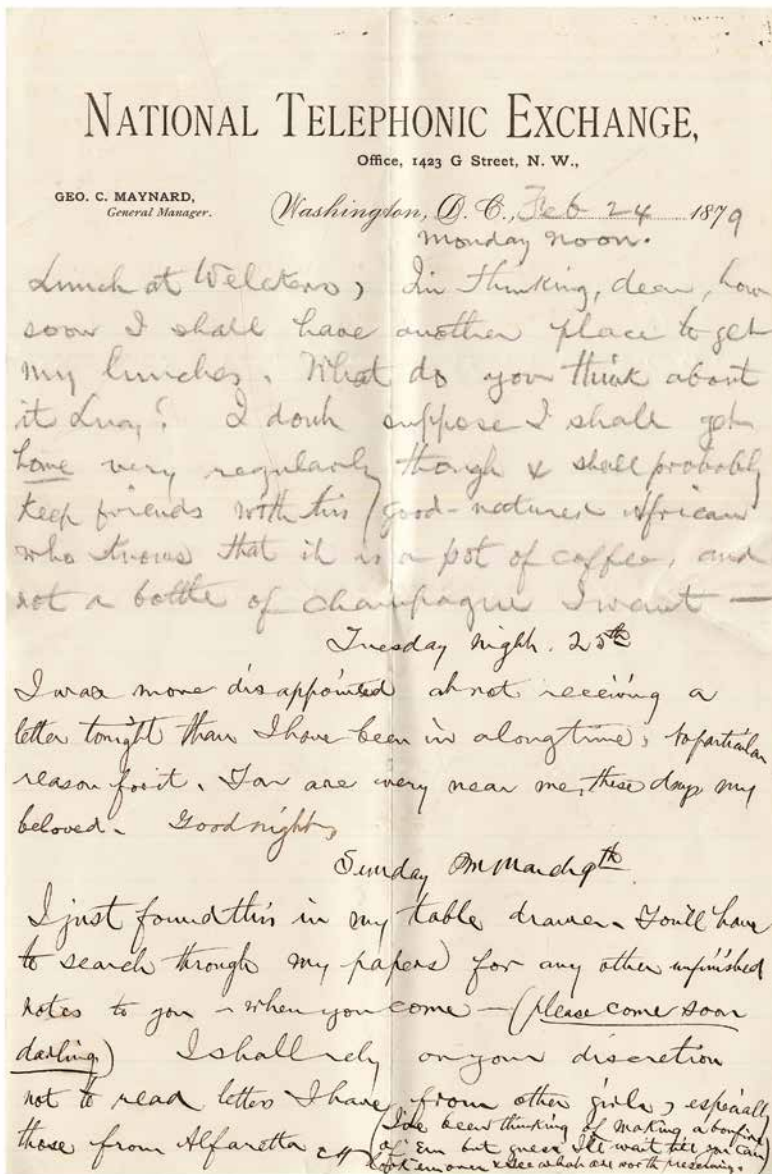 NATIONAL TELEPHONIC EXCHANGE,
Office, 1423 G Street, N. W.,
GEO. C. MAYNARD,
General Manager.
Washington, D. C., Feb 24 1879
Monday noon.
Lunch at Welckers, I'm thinking, dear, how
soon I shall have another place to get
my lunches. What do you think about
it ? I don't suppose I shall get
home very regularly though & shall probably
keep friends with this good-natured African
who knows that it is a pot of coffee, and
not a bottle of champagne I want —
Tuesday night. 25th
I was more disappointed at not receiving a
letter tonight than I have been in a long time, no particular
reason for it. You are very near me, these days my
beloved. Good night,
Sunday PM March 9th
I just found this in my table drawer. You'll have
to search through my papers for any other unfinished
notes to you – when you come – (please come soon
darling) I shall rely on your discretion
not to read letters I have from other girls, especially
those from Alfaretta
(I've been thinking of making a bonfire
of 'em but guess I'll wait till you can
look 'em over & see what are worth preserving.)